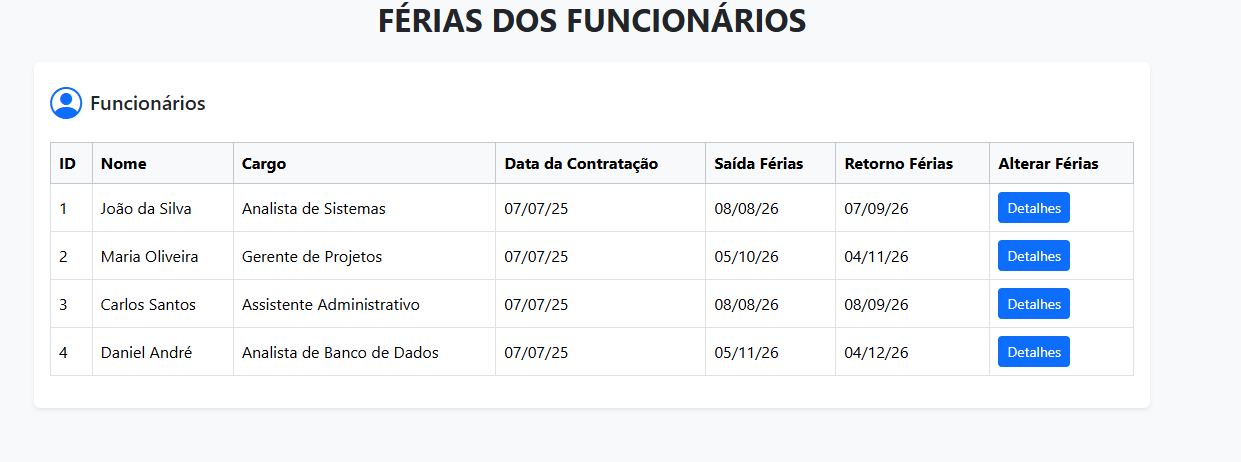 FÉRIAS DOS FUNCIONÁRIOS
Funcionários
ID Nome Cargo Data da Contratação Saída Férias Retorno Férias Alterar Férias
1 João da Silva Analista de Sistemas 07/07/25 08/08/26 07/09/26 Detalhes
2 Maria Oliveira Gerente de Projetos 07/07/25 05/10/26 04/11/26 Detalhes
3 Carlos Santos Assistente Administrativo 07/07/25 08/08/26 08/09/26 Detalhes
4 Daniel André Analista de Banco de Dados 07/07/25 05/11/26 04/12/26 Detalhes